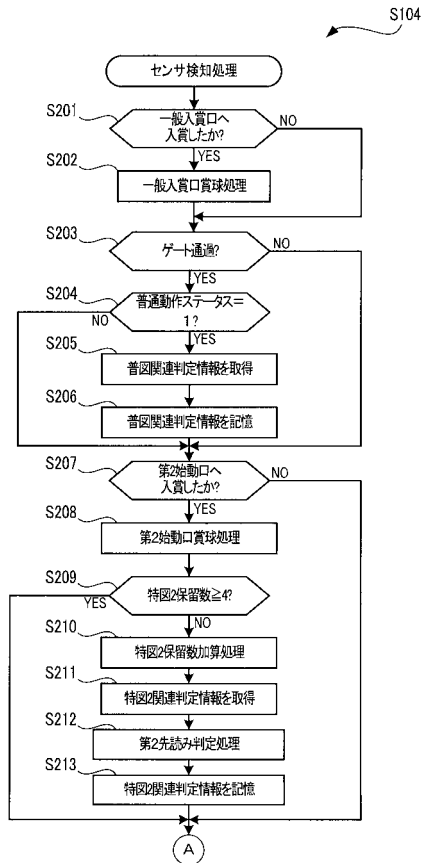 S104
センサ検知処理
S201
一般入賞口へ
入賞したか?
NO
YES
S202
一般入賞口賞球処理
S203
ゲート通過?
NO
YES
S204
普通動作ステータス=
1?
NO
YES
S205
普図関連判定情報を取得
S206
普図関連判定情報を記憶
S207
第2始動口へ
入賞したか?
NO
YES
S208
第2始動口賞球処理
S209
特図2保留数≧4?
YES
NO
S210
特図2保留数加算処理
S211
特図2関連判定情報を取得
S212
第2先読み判定処理
S213
特図2関連判定情報を記憶
A